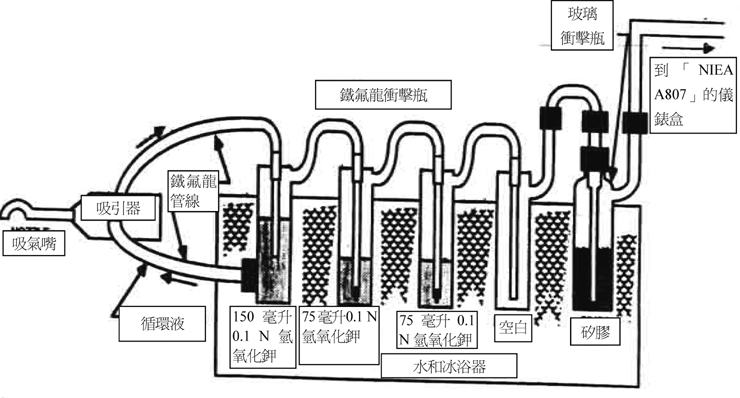 玻璃
衝擊瓶
到「NIEA
A807」的儀
錶盒
鐵氟龍衝擊瓶
鐵氟龍
管線
吸引器
吸氣嘴
循環液
150 毫升
0.1 N 氫
氧化鉀
75毫升0.1 N
氫氧化鉀
75 毫升 0.1
N 氫氧化鉀
空白
矽膠
水和冰浴器